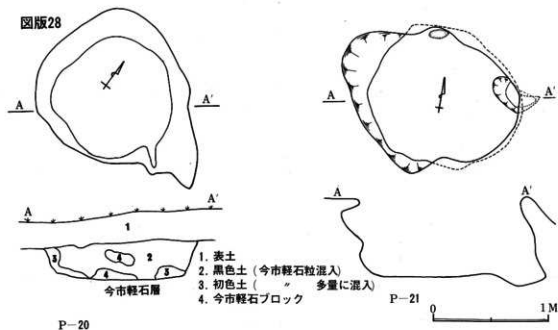 図版28
A
A'
A
A'
A
A'
1
A
A'
3
4
2
4
3
今市軽石層
1. 表土
2. 黒色土 (今市軽石粒混入)
3. 初色土 ( 〃 多量に混入)
4. 今市軽石ブロック
P-20
P-21
0 1M